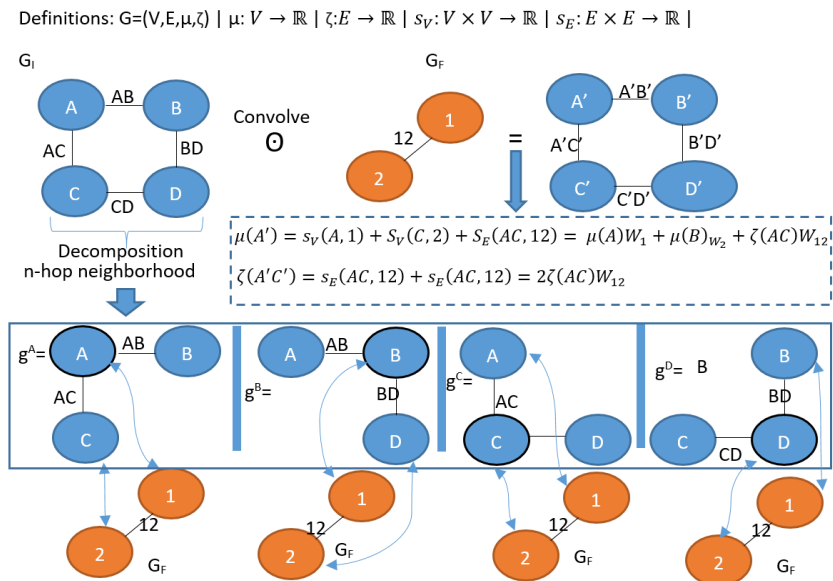 Definitions: G=(V,E,μ,ζ) | μ: V → ℝ | ζ:E → ℝ | s_V: V × V → ℝ | s_E: E × E → ℝ |
G_I
G_F
A
AB
B
AC
BD
C
CD
D
Convolve
ʘ
1
12
2
=
A'
A'B'
B'
A'C'
B'D'
C'
C'D'
D'
Decomposition
n-hop neighborhood
μ(A') = s_V(A, 1) + S_V(C, 2) + S_E(AC, 12) = μ(A)W_1 + μ(B)_{W_2} + ζ(AC)W_12
ζ(A'C') = s_E(AC, 12) + s_E(AC, 12) = 2ζ(AC)W_12
g^A=
A
AB
B
AC
C
g^B=
A
AB
B
BD
D
g^C=
A
AC
C
D
g^D=
B
B
BD
C
CD
D
1
12
2
G_F
1
12
2
G_F
1
12
2
G_F
1
12
2
G_F